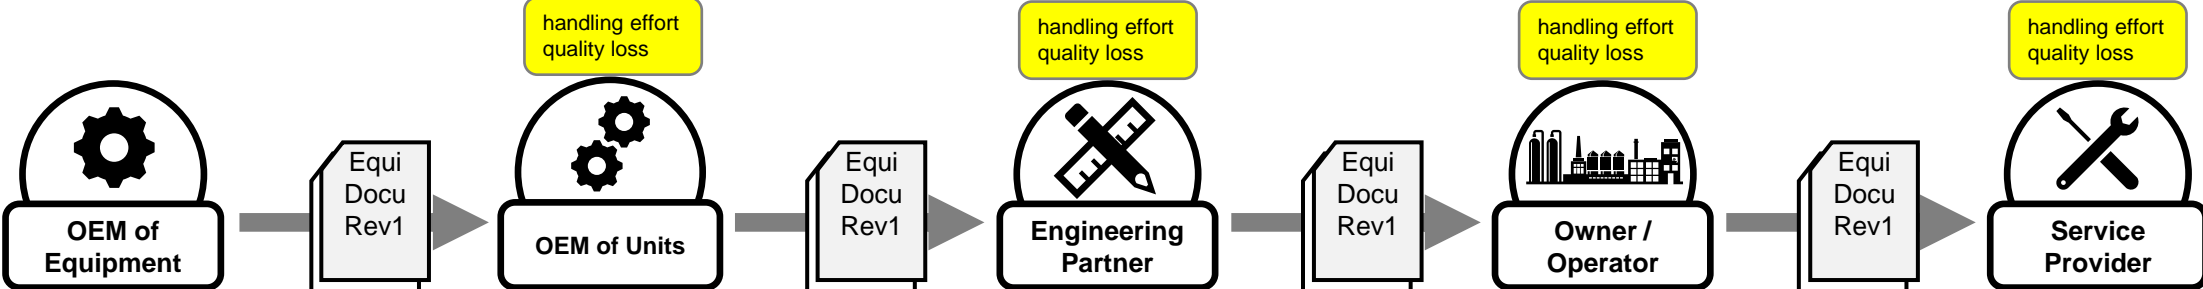 handling effort
quality loss
handling effort
quality loss
handling effort
quality loss
handling effort
quality loss
OEM of
Equipment
Equi
Docu
Rev1
OEM of Units
Equi
Docu
Rev1
Engineering
Partner
Equi
Docu
Rev1
Owner /
Operator
Equi
Docu
Rev1
Service
Provider